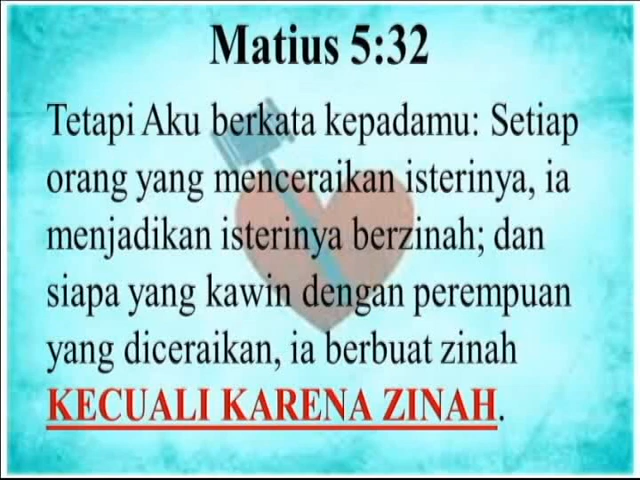 Matius 5:32
Tetapi Aku berkata kepadamu: Setiap
orang yang menceraikan isterinya, ia
menjadikan isterinya berzinah; dan
siapa yang kawin dengan perempuan
yang diceraikan, ia berbuat zinah
KECUALI KARENA ZINAH.